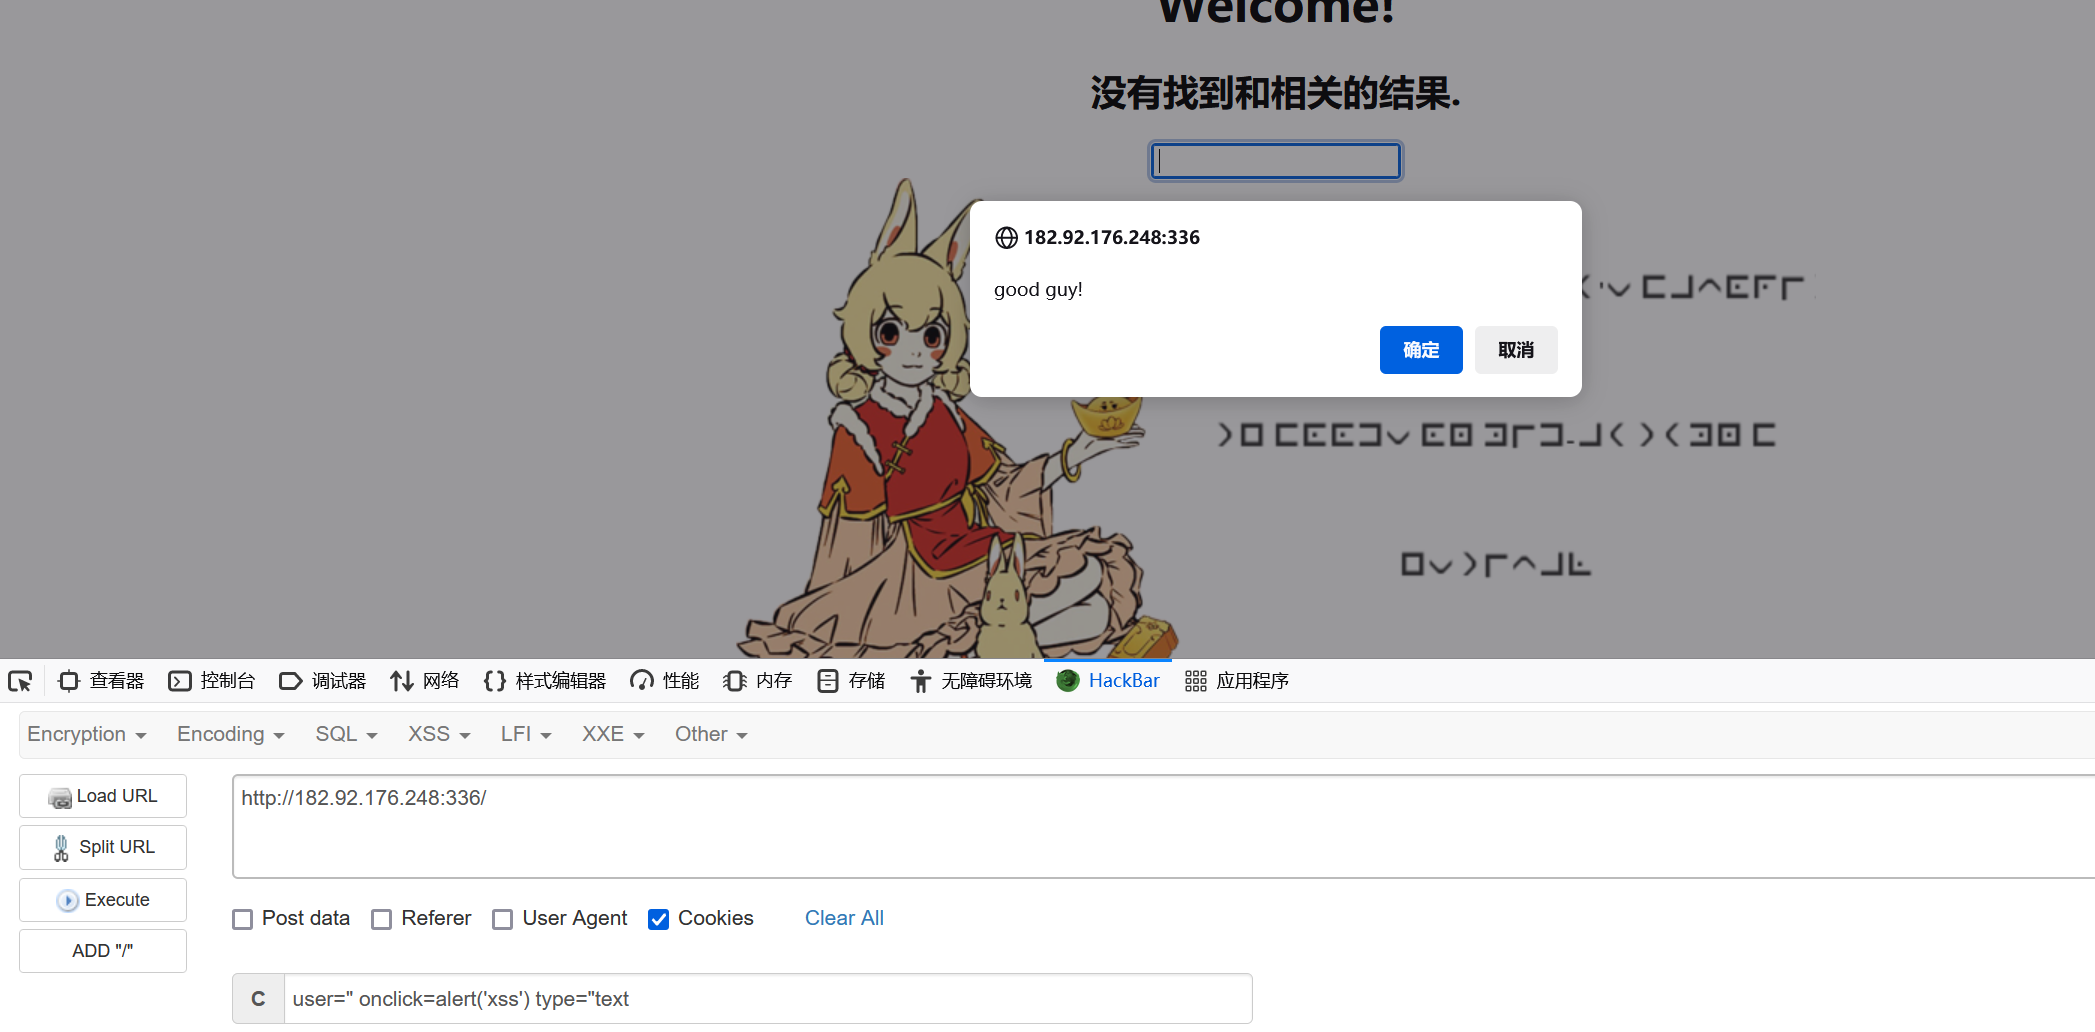 Welcome!
没有找到和相关的结果.
182.92.176.248:336
good guy!
确定
取消
查看器
控制台
调试器
网络
样式编辑器
性能
内存
存储
无障碍环境
HackBar
应用程序
Encryption
Encoding
SQL
XSS
LFI
XXE
Other
Load URL
http://182.92.176.248:336/
Split URL
Execute
Post data
Referer
User Agent
Cookies
Clear All
ADD "/"
C
user=" onclick=alert('xss') type="text